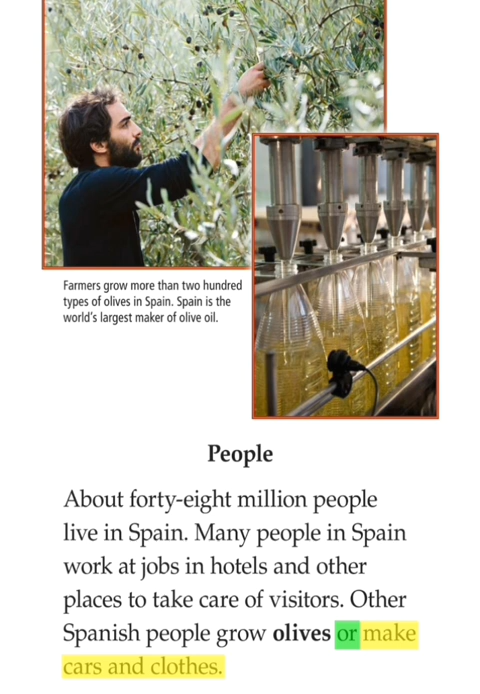 Farmers grow more than two hundred
types of olives in Spain. Spain is the
world's largest maker of olive oil.
People
About forty-eight million people
live in Spain. Many people in Spain
work at jobs in hotels and other
places to take care of visitors. Other
Spanish people grow olives or make
cars and clothes.